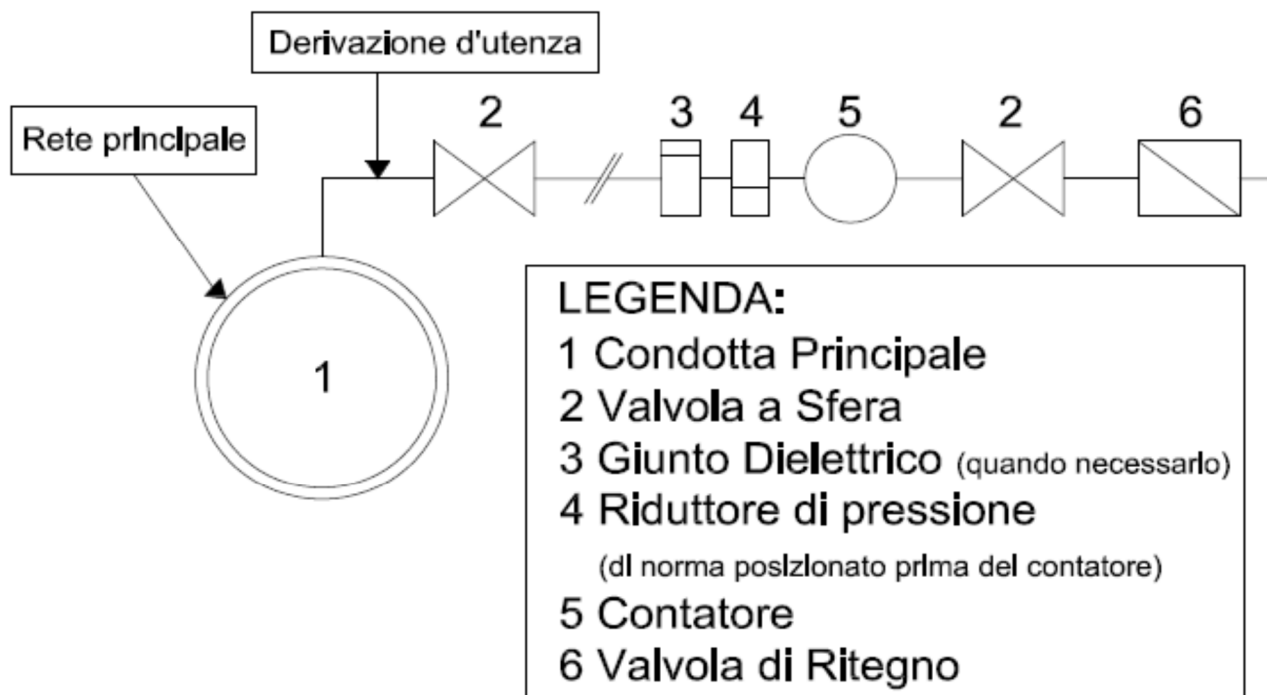 Derivazione d'utenza
Rete principale
2
3
4
5
2
6
1
LEGENDA:
1 Condotta Principale
2 Valvola a Sfera
3 Giunto Dielettrico (quando necessario)
4 Riduttore di pressione
(di norma posizionato prima del contatore)
5 Contatore
6 Valvola di Ritegno